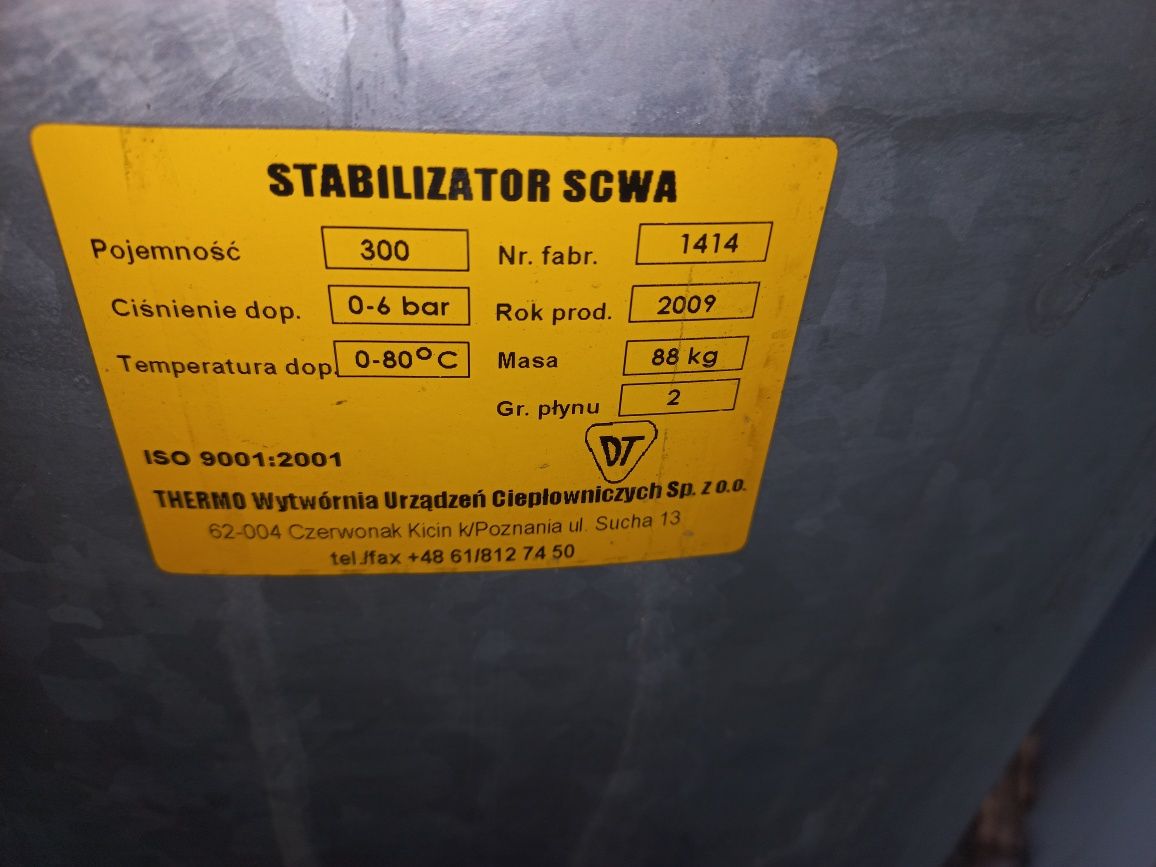 STABILIZATOR SCWA
Pojemność 300 Nr. fabr. 1414
Ciśnienie dop. 0-6 bar Rok prod. 2009
Temperatura dop. 0-80°C Masa 88 kg
Gr. płynu 2
ISO 9001:2001 DT
THERMO Wytwórnia Urządzeń Ciepłowniczych Sp. z o.o.
62-004 Czerwonak Kicin k/Poznania ul. Sucha 13
tel./fax +48 61/812 74 50